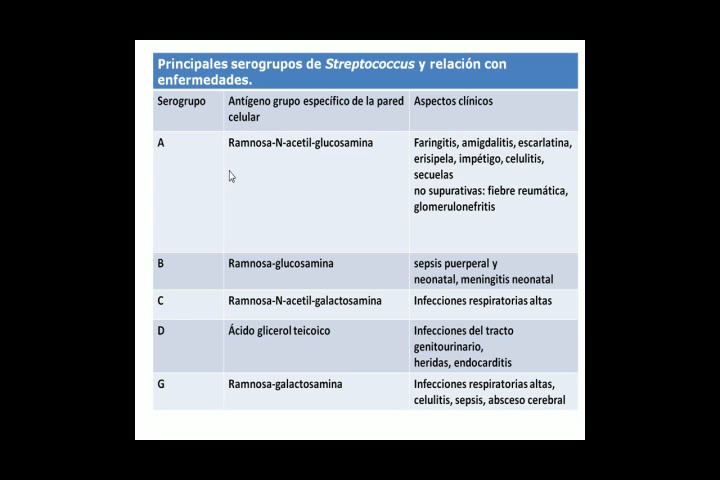 Principales serogrupos de Streptococcus y relación con
enfermedades.
Serogrupo
Antígeno grupo específico de la pared
celular
Aspectos clínicos
A
Ramnosa-N-acetil-glucosamina
Faringitis, amigdalitis, escarlatina,
erisipela, impétigo, celulitis,
secuelas
no supurativas: fiebre reumática,
glomerulonefritis
B
Ramnosa-glucosamina
sepsis puerperal y
neonatal, meningitis neonatal
C
Ramnosa-N-acetil-galactosamina
Infecciones respiratorias altas
D
Ácido glicerol teicoico
Infecciones del tracto
genitourinario,
heridas, endocarditis
G
Ramnosa-galactosamina
Infecciones respiratorias altas,
celulitis, sepsis, absceso cerebral